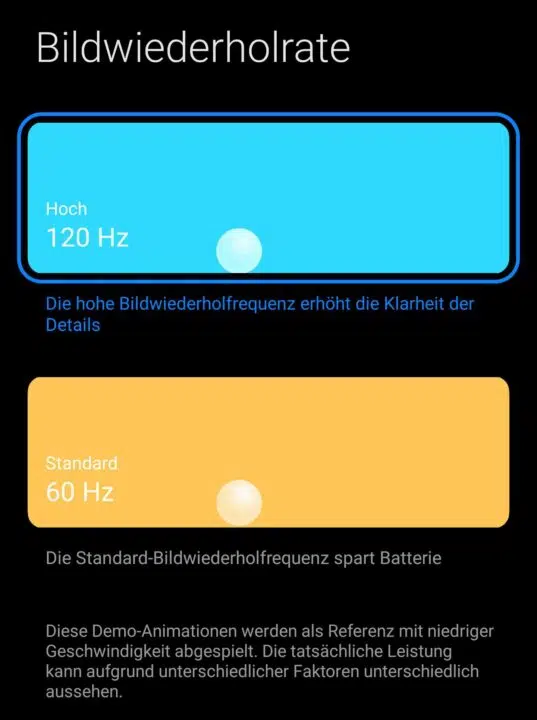 Bildwiederholrate
Hoch
120 Hz
Die hohe Bildwiederholfrequenz erhöht die Klarheit der
Details
Standard
60 Hz
Die Standard-Bildwiederholfrequenz spart Batterie
Diese Demo-Animationen werden als Referenz mit niedriger
Geschwindigkeit abgespielt. Die tatsächliche Leistung
kann aufgrund unterschiedlicher Faktoren unterschiedlich
aussehen.